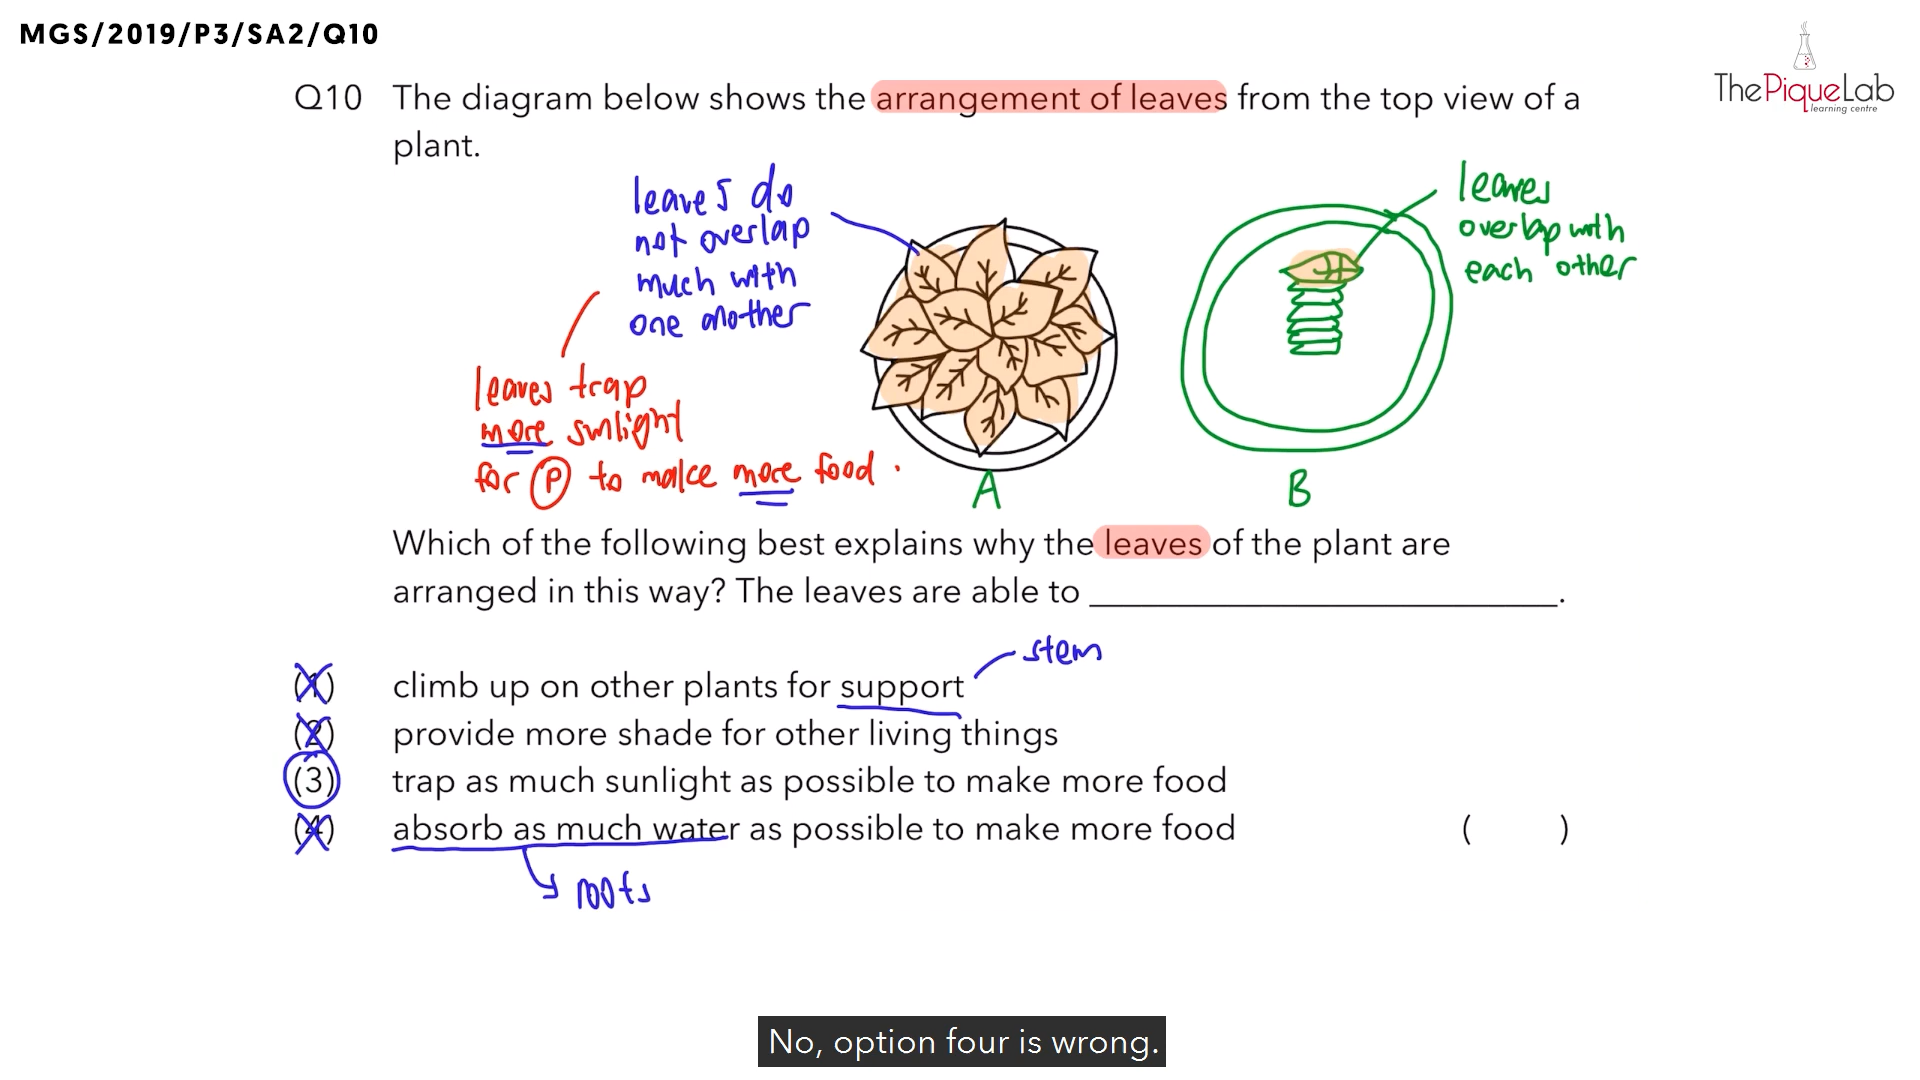 MGS/2019/P3/SA2/Q10
ThePiqueLab
learning centre
Q10 The diagram below shows the arrangement of leaves from the top view of a
plant.
leaves do
not overlap
much with
one another
leaves trap
more sunlight
for P to make more food.
leaves
overlap with
each other
A
B
Which of the following best explains why the leaves of the plant are
arranged in this way? The leaves are able to ____________________.
stem
(1) climb up on other plants for support
(2) provide more shade for other living things
(3) trap as much sunlight as possible to make more food
(4) absorb as much water as possible to make more food ( )
roots
No, option four is wrong.